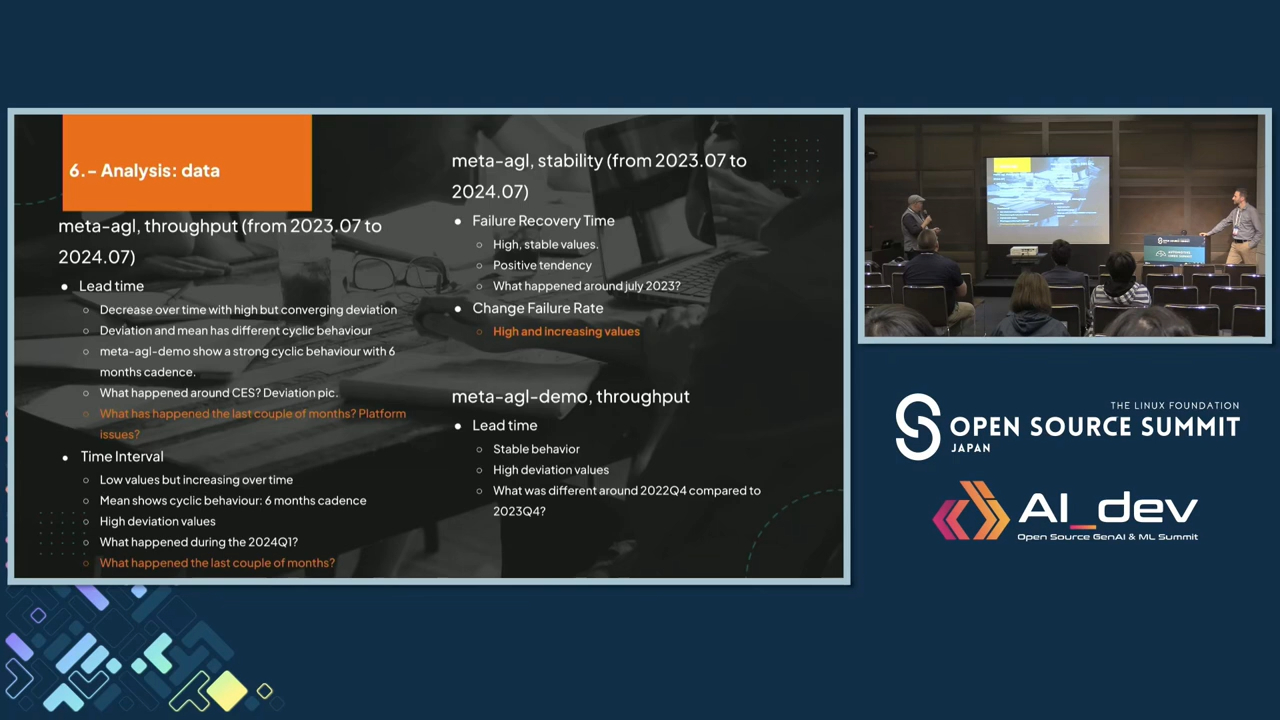 6.- Analysis: data
meta-agl, throughput (from 2023.07 to
2024.07)
● Lead time
○ Decrease over time with high but converging deviation
○ Deviation and mean has different cyclic behaviour
○ meta-agl-demo show a strong cyclic behaviour with 6
months cadence.
○ What happened around CES? Deviation pic.
○ What has happened the last couple of months? Platform
issues?
● Time Interval
○ Low values but increasing over time
○ Mean shows cyclic behaviour: 6 months cadence
○ High deviation values
○ What happened during the 2024Q1?
○ What happened the last couple of months?
meta-agl, stability (from 2023.07 to
2024.07)
● Failure Recovery Time
○ High, stable values.
○ Positive tendency
○ What happened around july 2023?
● Change Failure Rate
○ High and increasing values
meta-agl-demo, throughput
● Lead time
○ Stable behavior
○ High deviation values
○ What was different around 2022Q4 compared to
2023Q4?
THE LINUX FOUNDATION
OPEN SOURCE SUMMIT
JAPAN
AI_dev
Open Source GenAI & ML Summit